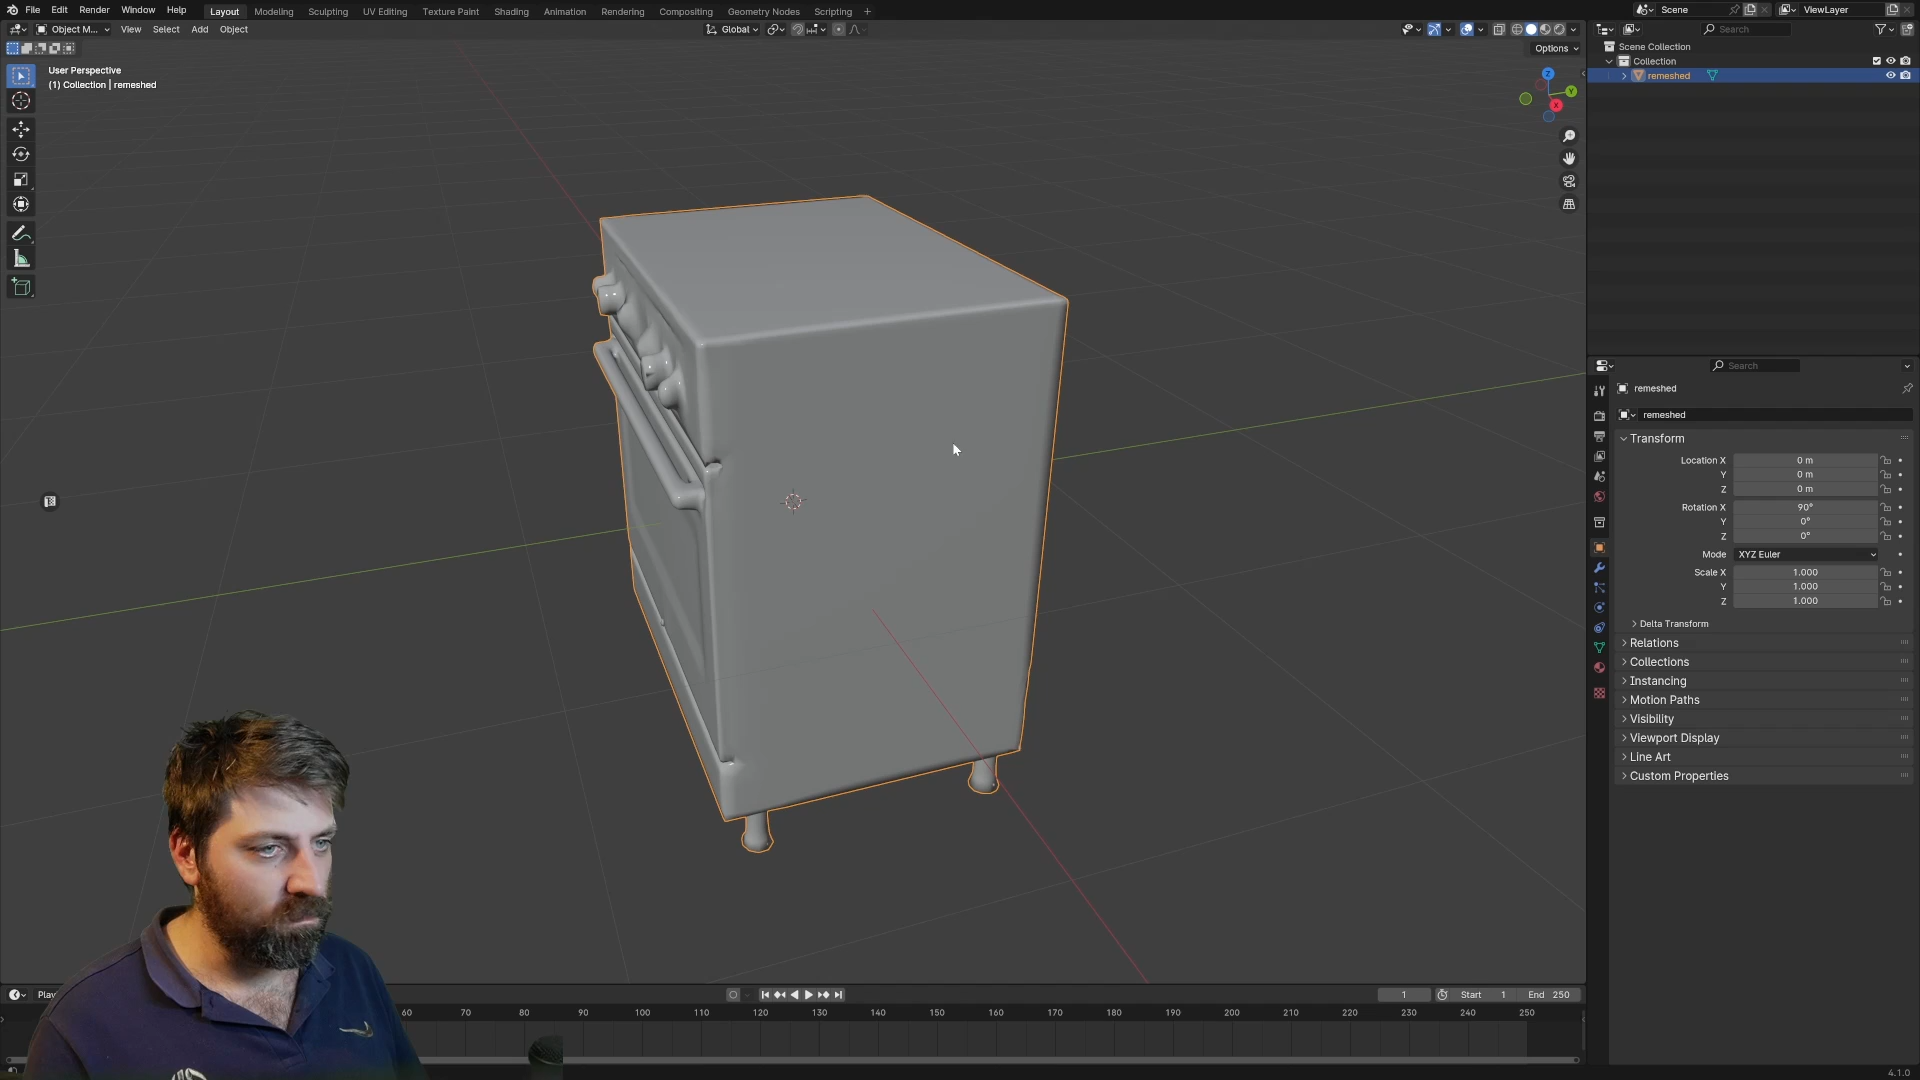 File Edit Render Window Help Layout Modeling Sculpting UV Editing Texture Paint Shading Animation Rendering Compositing Geometry Nodes Scripting + Scene ViewLayer
Object M... View Select Add Object Global Search
Options
User Perspective
(1) Collection | remeshed
Z
Y
X
Scene Collection
Collection
remeshed
Search
remeshed
remeshed
Transform
Location X 0 m
Y 0 m
Z 0 m
Rotation X 90°
Y 0°
Z 0°
Mode XYZ Euler
Scale X 1.000
Y 1.000
Z 1.000
Delta Transform
Relations
Collections
Instancing
Motion Paths
Visibility
Viewport Display
Line Art
Custom Properties
Play 1 Start 1 End 250
60 70 80 90 100 110 120 130 140 150 160 170 180 190 200 210 220 230 240 250
4.1.0